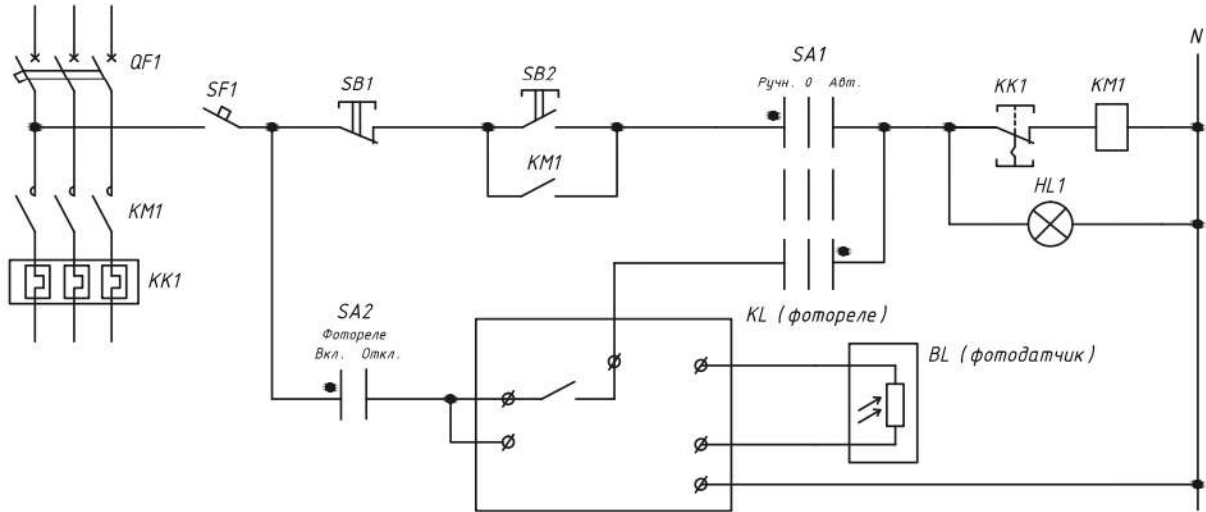 QF1
SF1
SB1
SB2
SA1
Ручн. 0 Авт.
KK1
KM1
N
KM1
HL1
KM1
KK1
SA2
Фотореле
Вкл. Откл.
KL (фотореле)
BL (фотодатчик)